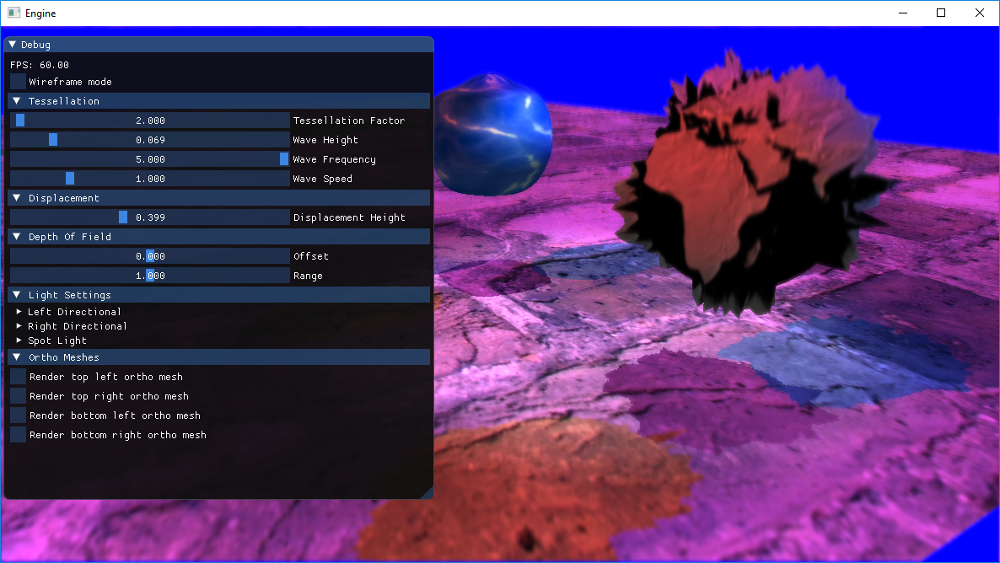 Engine
Debug
FPS: 60.00
Wireframe mode
Tessellation
2.000 Tessellation Factor
0.069 Wave Height
5.000 Wave Frequency
1.000 Wave Speed
Displacement
0.399 Displacement Height
Depth Of Field
0.000 Offset
1.000 Range
Light Settings
Left Directional
Right Directional
Spot Light
Ortho Meshes
Render top left ortho mesh
Render top right ortho mesh
Render bottom left ortho mesh
Render bottom right ortho mesh